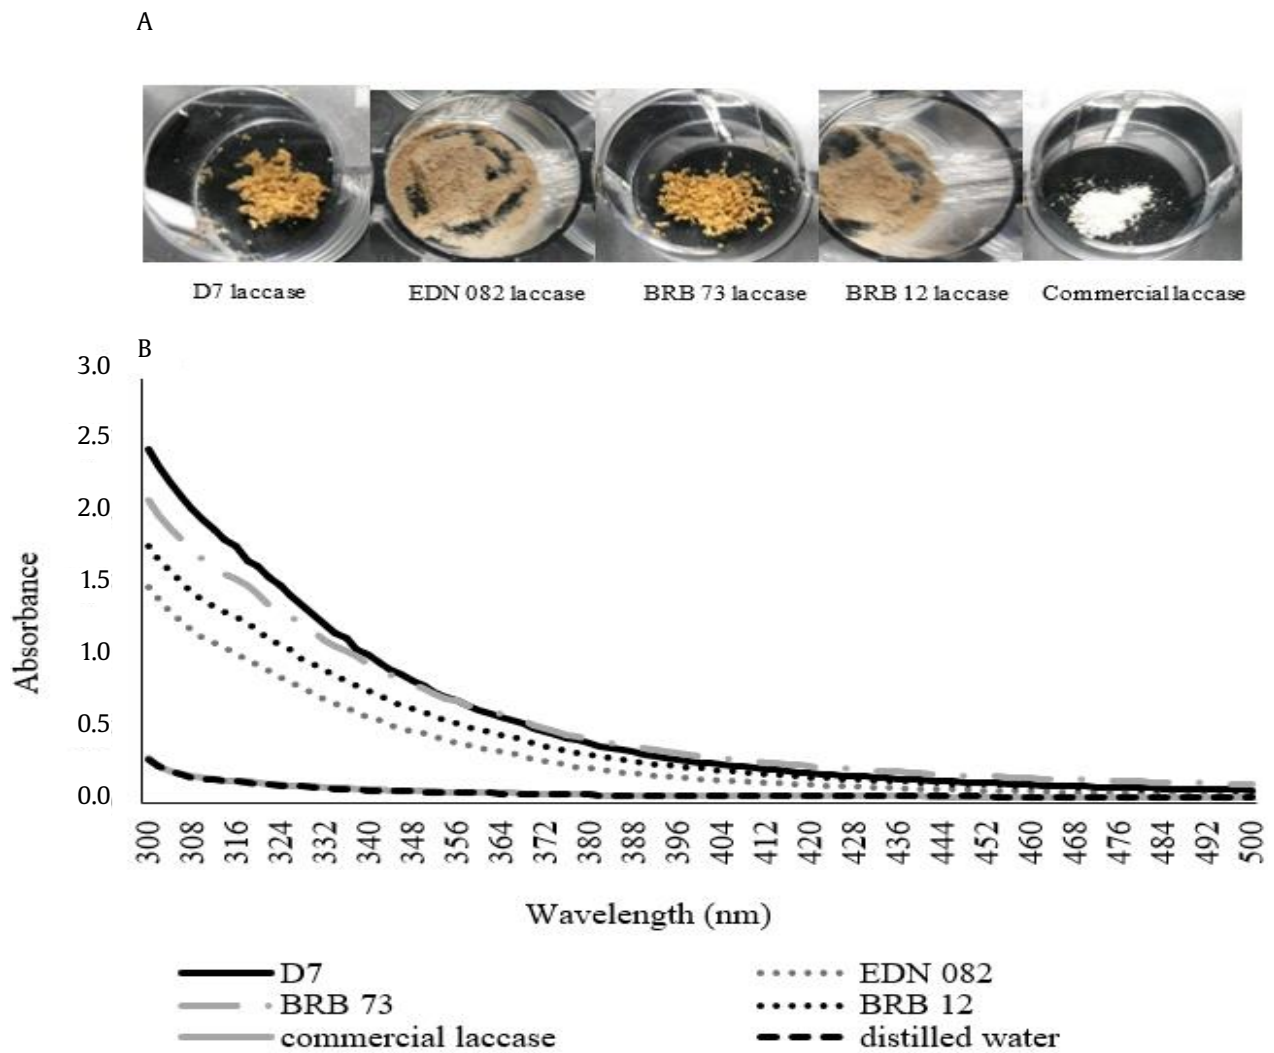 A
D7 laccase EDN 082 laccase BRB 73 laccase BRB 12 laccase Commercial laccase
B
3.0
2.5
2.0
1.5
1.0
0.5
0.0
Absorbance
300 308 316 324 332 340 348 356 364 372 380 388 396 404 412 420 428 436 444 452 460 468 476 484 492 500
Wavelength (nm)
D7 EDN 082
BRB 73 BRB 12
commercial laccase distilled water